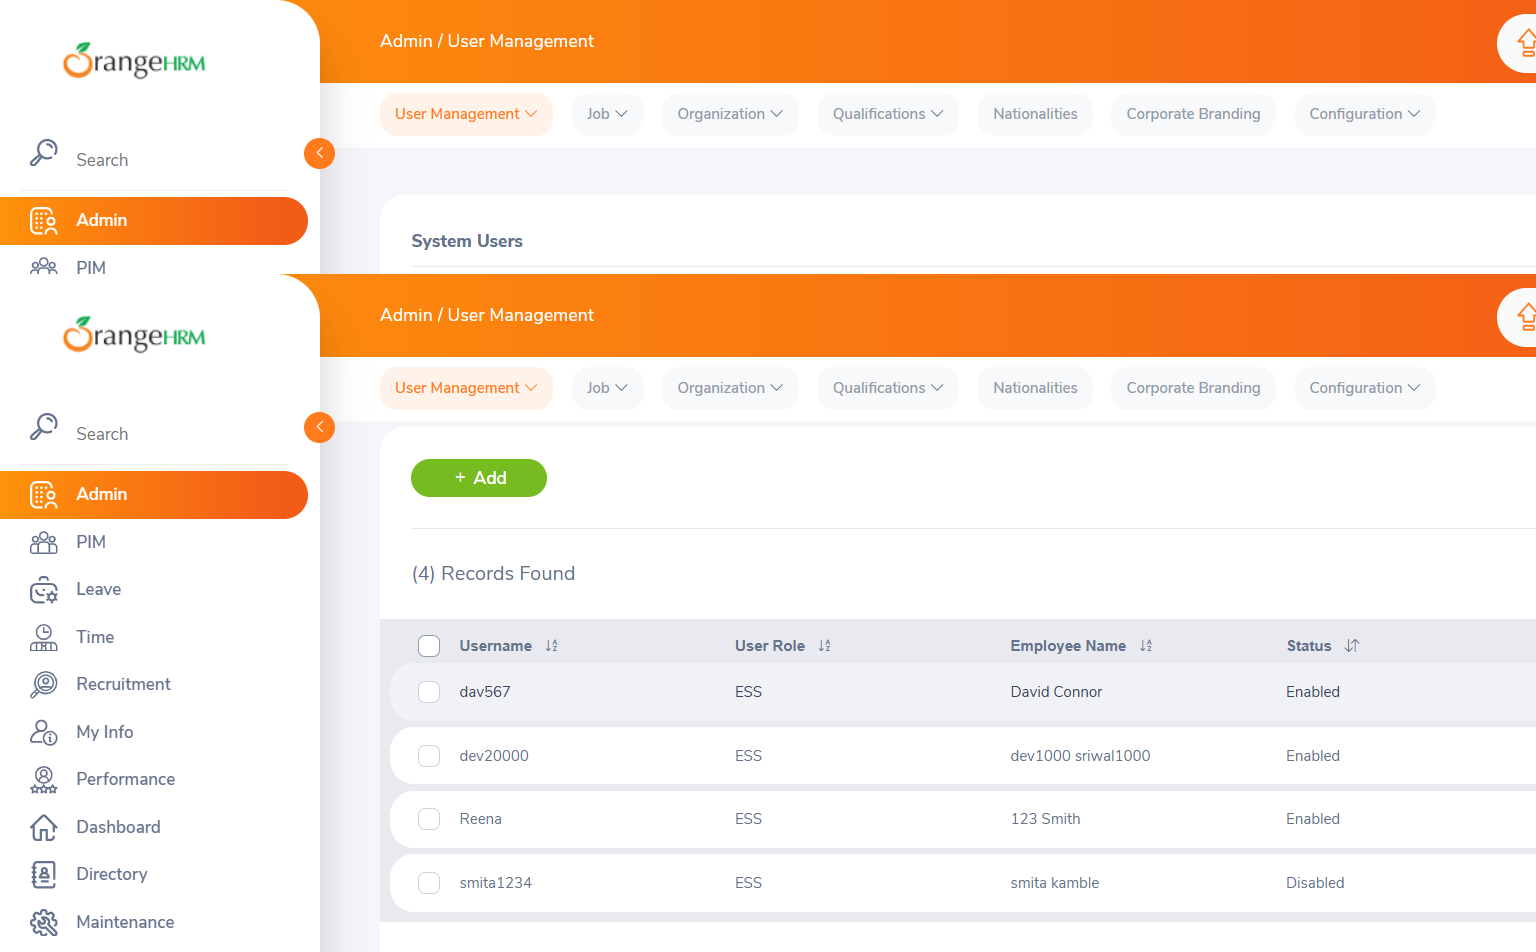 OrangeHRM
Admin / User Management
User Management Job Organization Qualifications Nationalities Corporate Branding Configuration
Search
Admin
PIM
System Users
OrangeHRM
Admin / User Management
User Management Job Organization Qualifications Nationalities Corporate Branding Configuration
Search
Admin
PIM
Leave
Time
Recruitment
My Info
Performance
Dashboard
Directory
Maintenance
+ Add
(4) Records Found
Username User Role Employee Name Status
dav567 ESS David Connor Enabled
dev20000 ESS dev1000 sriwal1000 Enabled
Reena ESS 123 Smith Enabled
smita1234 ESS smita kamble Disabled